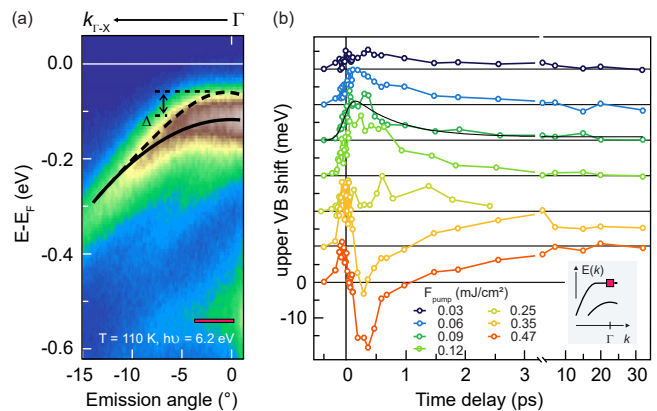 (a)
k Γ-X
Γ
0.0
-0.2
-0.4
-0.6
E-E_F (eV)
Δ
T = 110 K, hυ = 6.2 eV
-15
-10
-5
0
Emission angle (°)
(b)
upper VB shift (meV)
0
-10
F_pump (mJ/cm²)
0.03
0.06
0.09
0.12
0.25
0.35
0.47
E(k)
Γ
k
0
1
2
3
10
20
30
Time delay (ps)